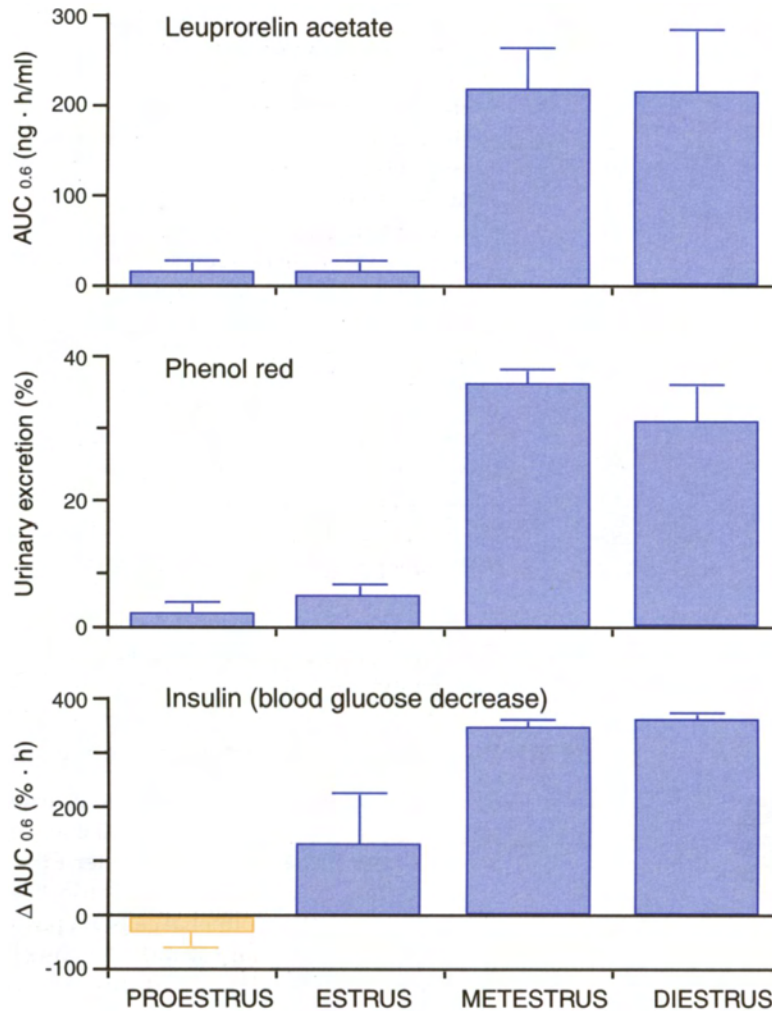 300
Leuprorelin acetate
200
100
0
AUC 0.6 (ng · h/ml)
40
Phenol red
20
0
Urinary excretion (%)
400
Insulin (blood glucose decrease)
200
0
-100
Δ AUC 0.6 (% · h)
PROESTRUS ESTRUS METESTRUS DIESTRUS